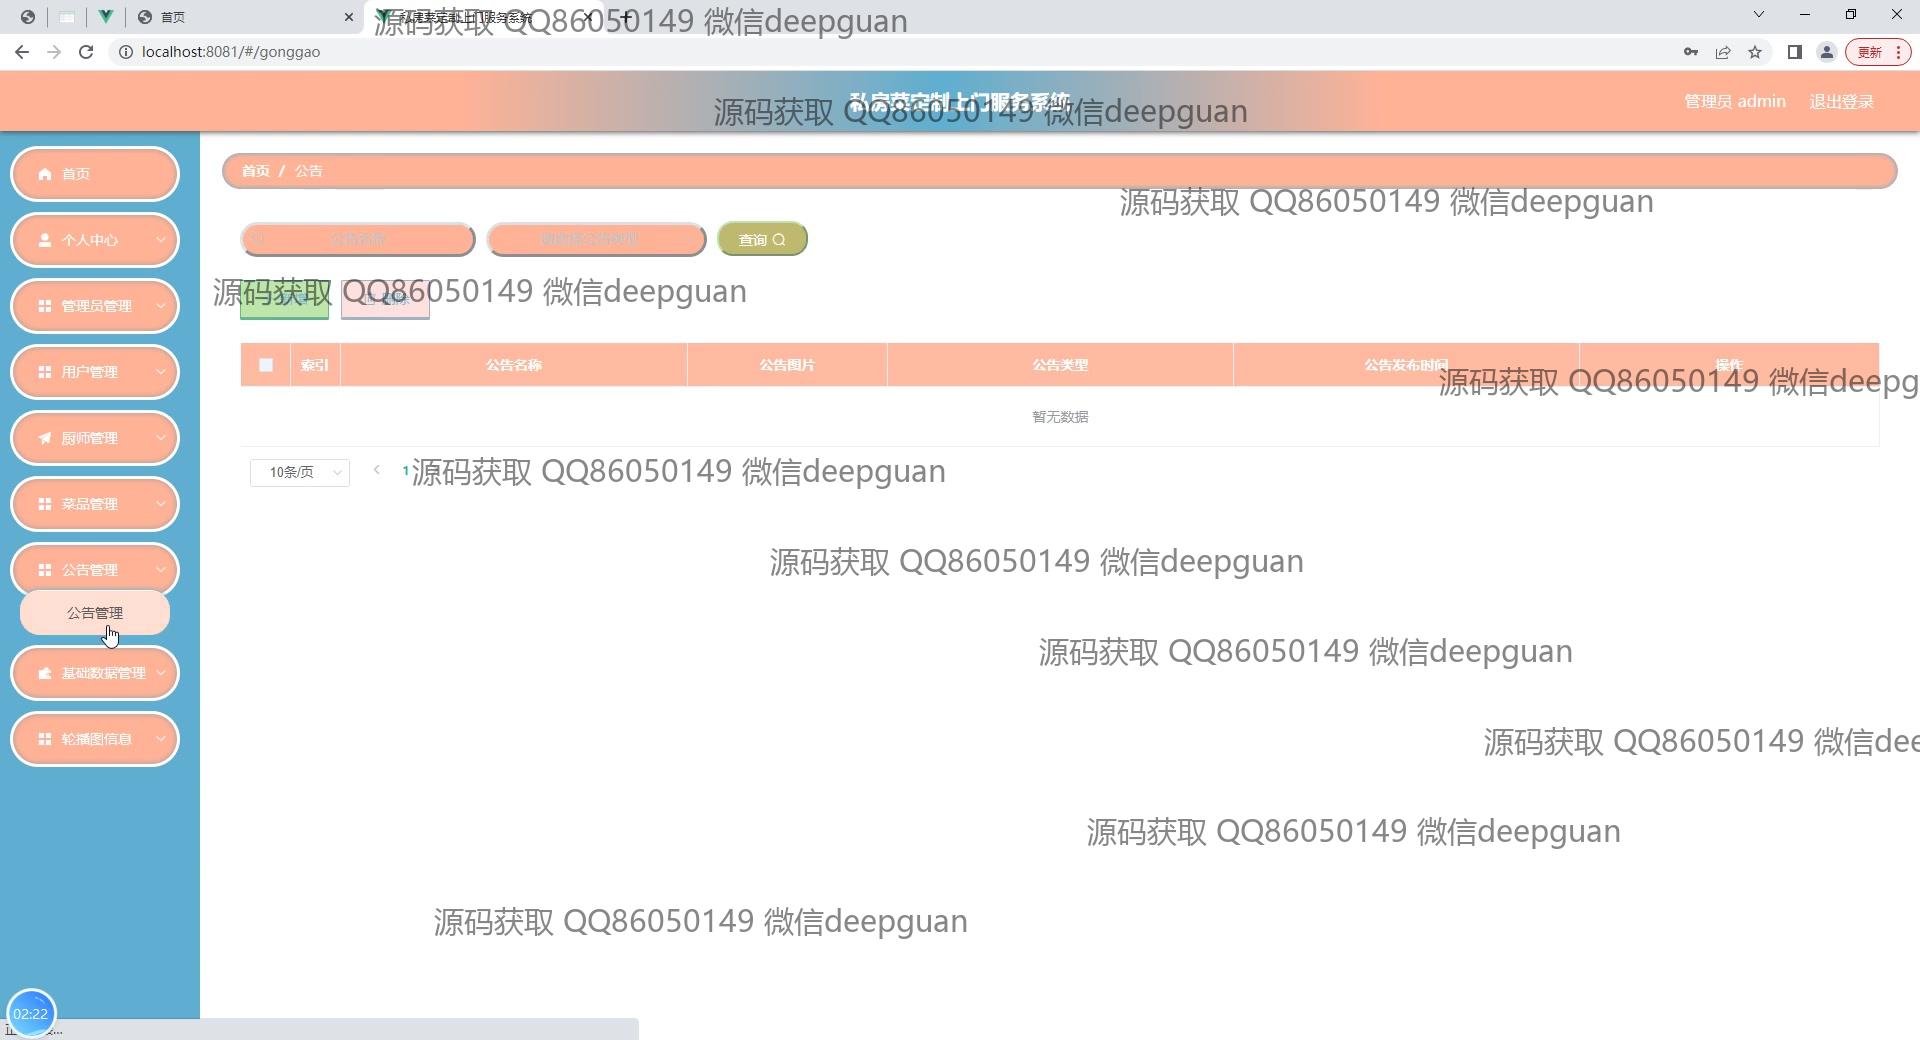 首页
私房菜定制上门服务系统
源码获取 QQ86050149 微信deepguan
localhost:8081/#/gonggao
更新
私房菜定制上门服务系统
源码获取 QQ86050149 微信deepguan
管理员 admin
退出登录
首页
首页 / 公告
个人中心
源码获取 QQ86050149 微信deepguan
公告名称
请选择公告类型
查询
管理员管理
源码获取 QQ86050149 微信deepguan
新增
删除
索引
公告名称
公告图片
公告类型
公告发布时间
操作
用户管理
源码获取 QQ86050149 微信deepg
暂无数据
厨师管理
10条/页
1
源码获取 QQ86050149 微信deepguan
菜品管理
公告管理
源码获取 QQ86050149 微信deepguan
公告管理
源码获取 QQ86050149 微信deepguan
基础数据管理
轮播图信息
源码获取 QQ86050149 微信dee
源码获取 QQ86050149 微信deepguan
源码获取 QQ86050149 微信deepguan
02:22